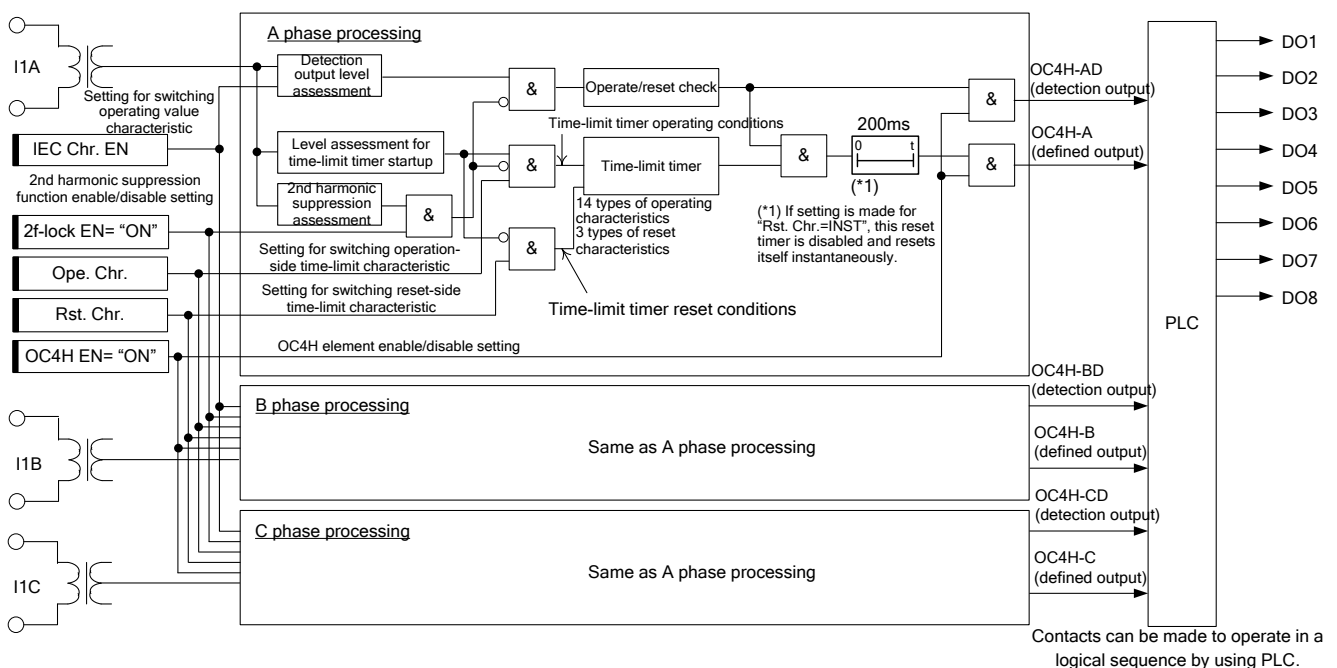 A phase processing
I1A
Detection
output level
assessment
&
Operate/reset check
&
OC4H-AD
(detection output)
DO1
DO2
DO3
DO4
DO5
DO6
DO7
DO8
Setting for switching
operating value
characteristic
IEC Chr. EN
Level assessment for
time-limit timer startup
Time-limit timer operating conditions
&
Time-limit timer
&
200ms
0 t
(*1)
&
OC4H-A
(defined output)
2nd harmonic suppression
function enable/disable setting
2nd harmonic
suppression
assessment
&
14 types of operating
characteristics
3 types of reset
characteristics
(*1) If setting is made for
“Rst. Chr.=INST”, this reset
timer is disabled and resets
itself instantaneously.
2f-lock EN= “ON”
Setting for switching operation-
side time-limit characteristic
&
Ope. Chr.
Setting for switching reset-side
time-limit characteristic
Time-limit timer reset conditions
Rst. Chr.
OC4H EN= “ON”
OC4H element enable/disable setting
PLC
B phase processing
Same as A phase processing
I1B
OC4H-BD
(detection output)
OC4H-B
(defined output)
C phase processing
Same as A phase processing
I1C
OC4H-CD
(detection output)
OC4H-C
(defined output)
Contacts can be made to operate in a
logical sequence by using PLC.